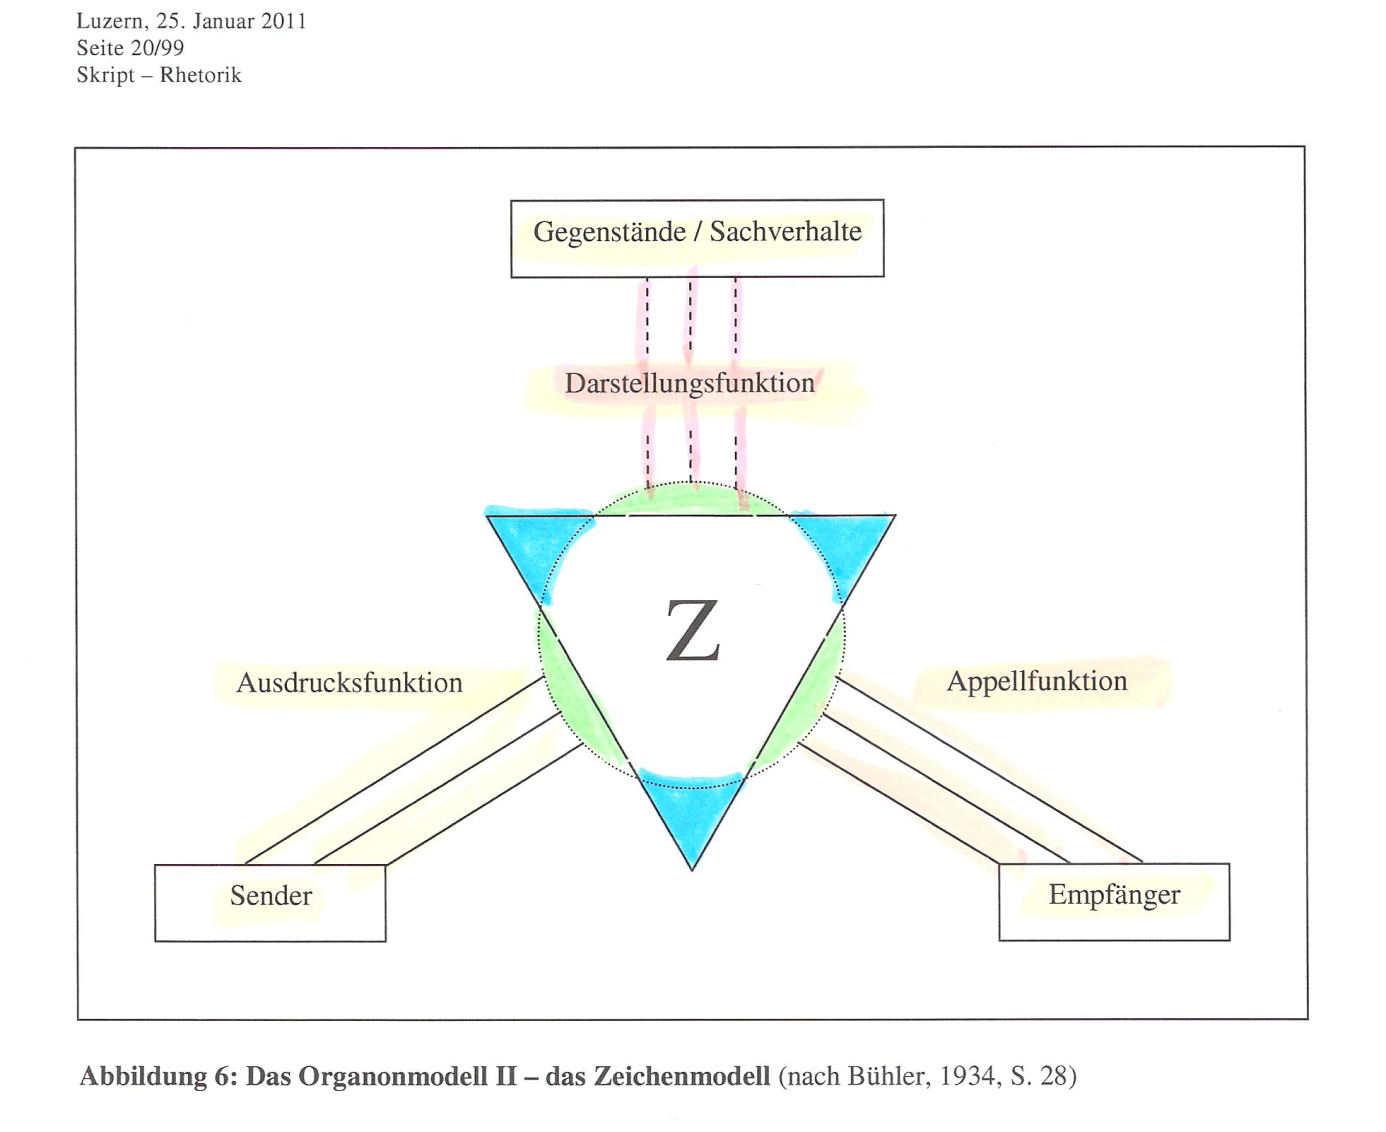 Luzern, 25. Januar 2011
Seite 20/99
Skript – Rhetorik
Gegenstände / Sachverhalte
Darstellungsfunktion
Z
Ausdrucksfunktion
Appellfunktion
Sender
Empfänger
Abbildung 6: Das Organonmodell II – das Zeichenmodell (nach Bühler, 1934, S. 28)